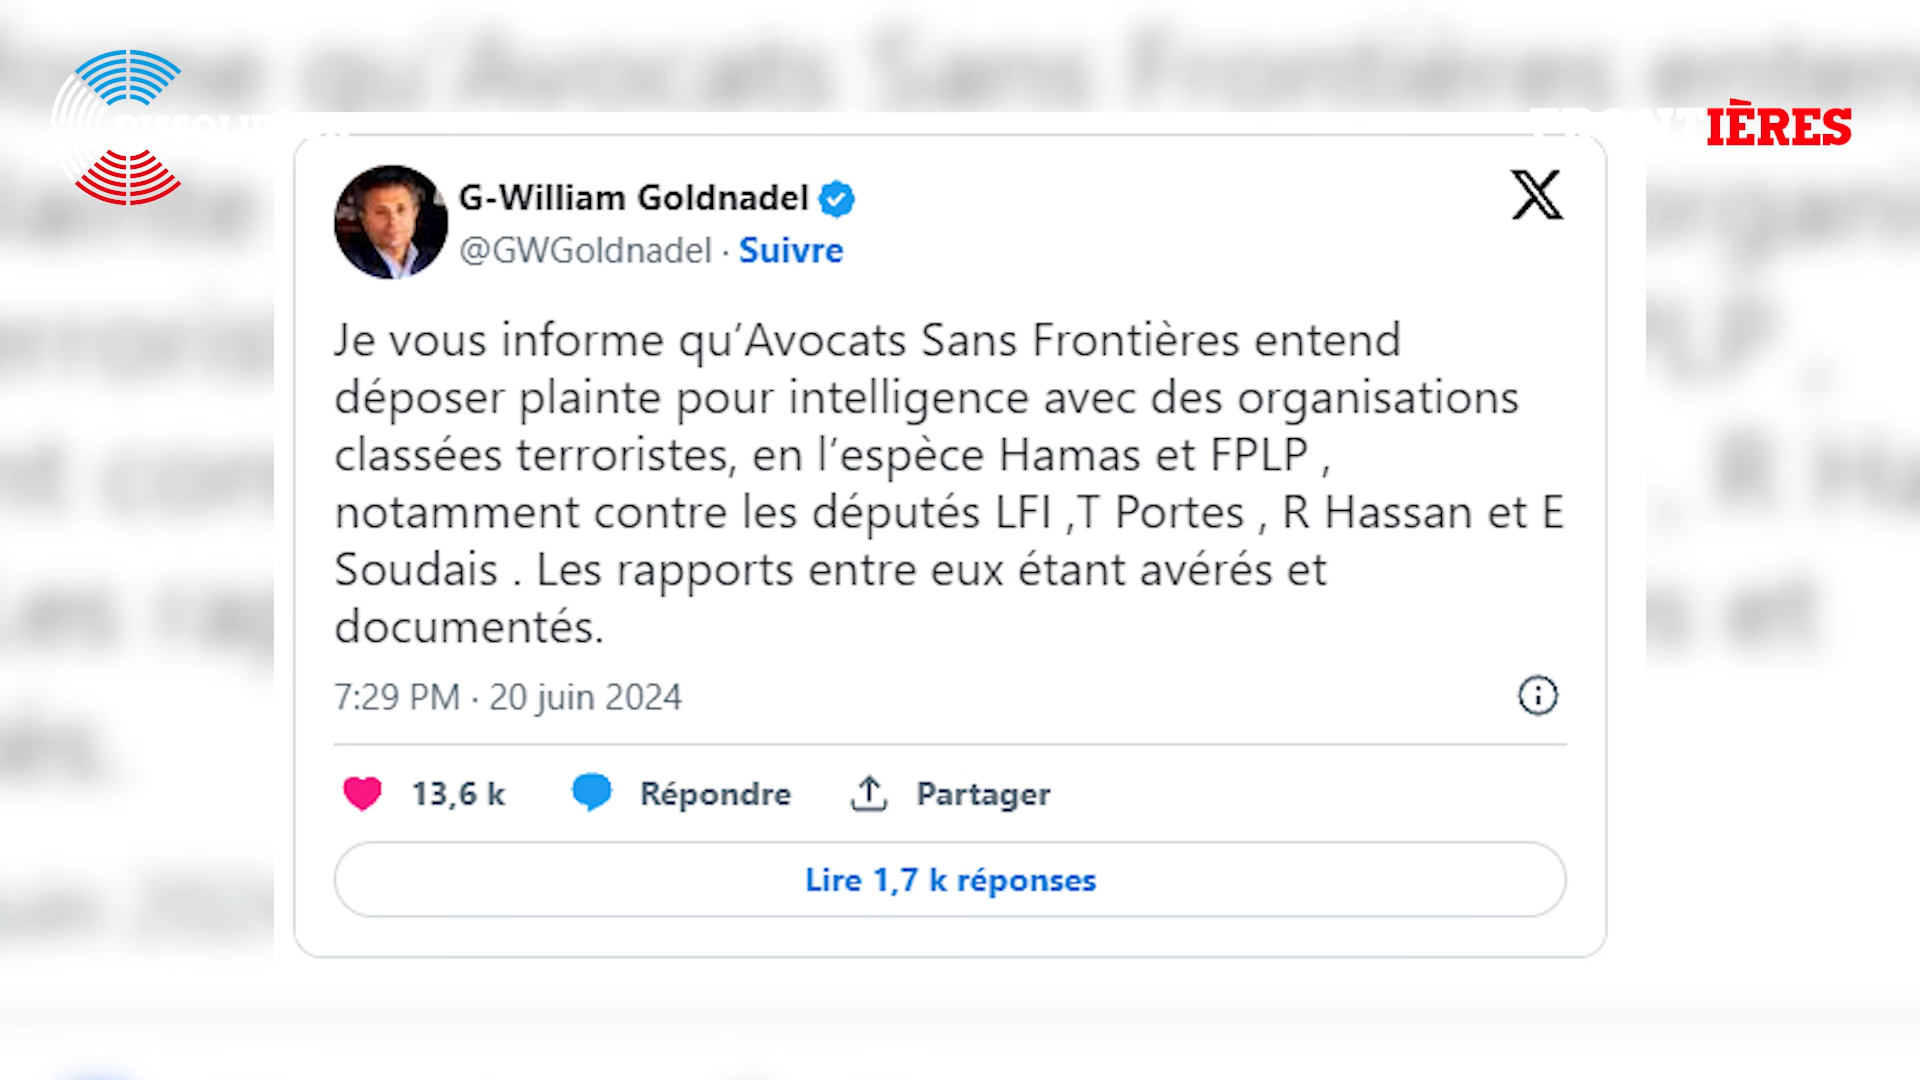 FRONTIÈRES
G-William Goldnadel
@GWGoldnadel · Suivre
Je vous informe qu’Avocats Sans Frontières entend
déposer plainte pour intelligence avec des organisations
classées terroristes, en l’espèce Hamas et FPLP ,
notamment contre les députés LFI ,T Portes , R Hassan et E
Soudais . Les rapports entre eux étant avérés et
documentés.
7:29 PM · 20 juin 2024
13,6 k Répondre Partager
Lire 1,7 k réponses